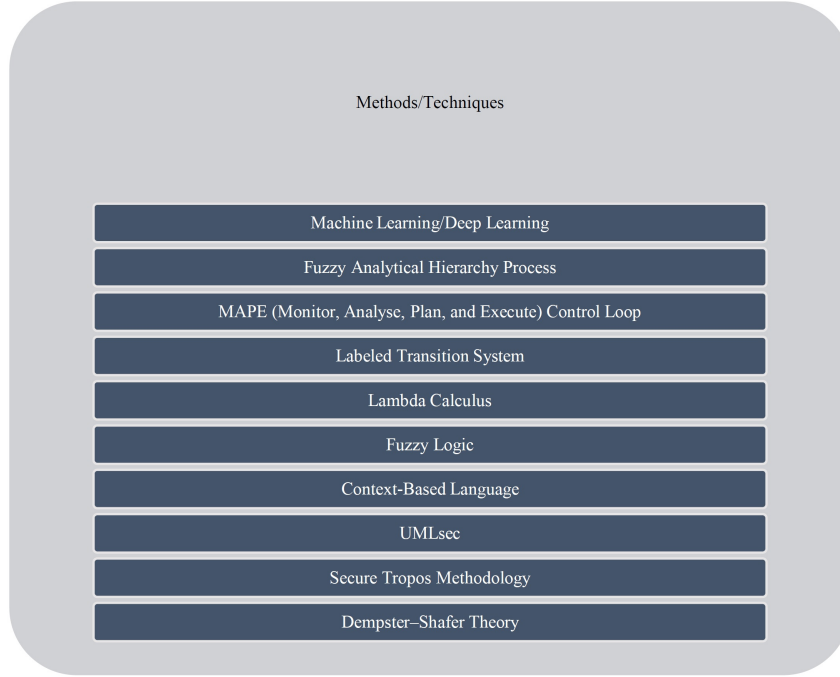 Methods/Techniques
Machine Learning/Deep Learning
Fuzzy Analytical Hierarchy Process
MAPE (Monitor, Analyse, Plan, and Execute) Control Loop
Labeled Transition System
Lambda Calculus
Fuzzy Logic
Context-Based Language
UMLsec
Secure Tropos Methodology
Dempster–Shafer Theory